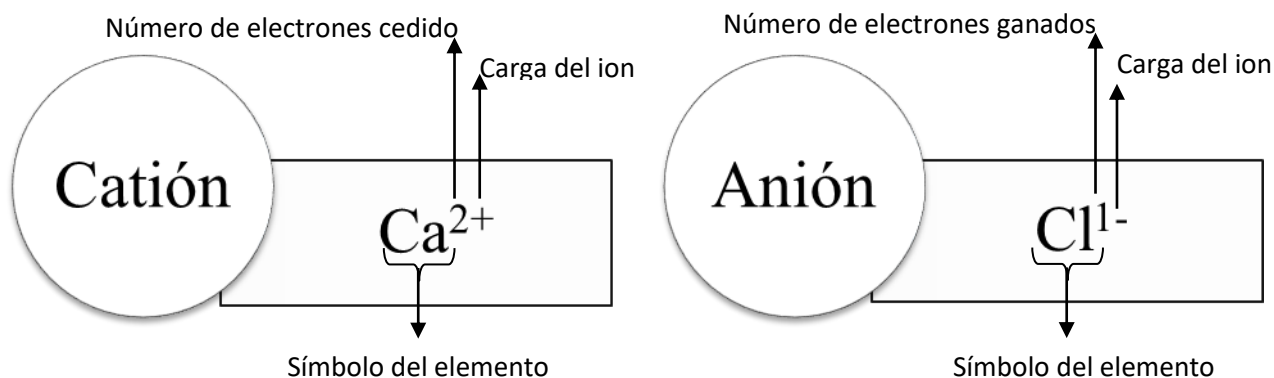 Número de electrones cedido
Carga del ion
Catión
Ca²⁺
Símbolo del elemento
Número de electrones ganados
Carga del ion
Anión
Cl¹⁻
Símbolo del elemento